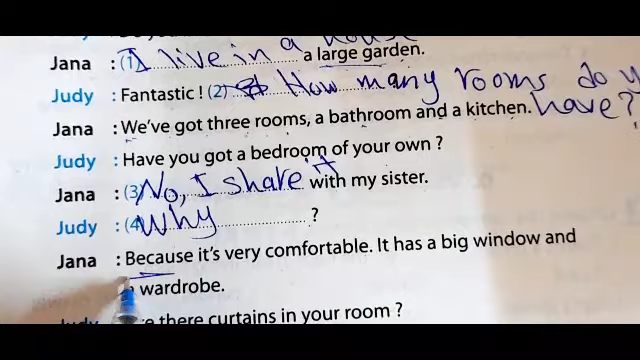 I live in a house
Jana : (1) a large garden.
Judy : Fantastic ! (2) How many rooms do y
have?
Jana : We've got three rooms, a bathroom and a kitchen.
Judy : Have you got a bedroom of your own ?
Jana : (3) No, I share it with my sister.
Judy : (4) Why ?
Jana : Because it's very comfortable. It has a big window and
wardrobe.
there curtains in your room ?